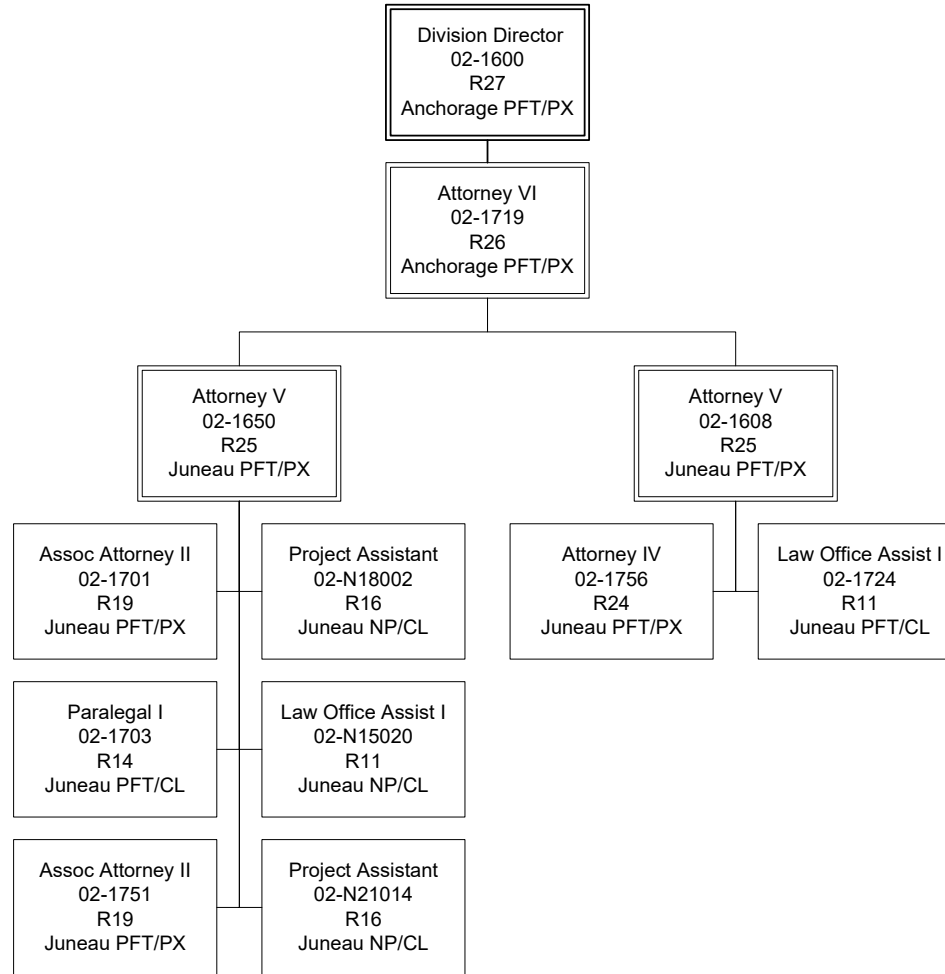 Division Director
02-1600
R27
Anchorage PFT/PX
Attorney VI
02-1719
R26
Anchorage PFT/PX
Attorney V
02-1650
R25
Juneau PFT/PX
Attorney V
02-1608
R25
Juneau PFT/PX
Assoc Attorney II
02-1701
R19
Juneau PFT/PX
Project Assistant
02-N18002
R16
Juneau NP/CL
Attorney IV
02-1756
R24
Juneau PFT/PX
Law Office Assist I
02-1724
R11
Juneau PFT/CL
Paralegal I
02-1703
R14
Juneau PFT/CL
Law Office Assist I
02-N15020
R11
Juneau NP/CL
Assoc Attorney II
02-1751
R19
Juneau PFT/PX
Project Assistant
02-N21014
R16
Juneau NP/CL